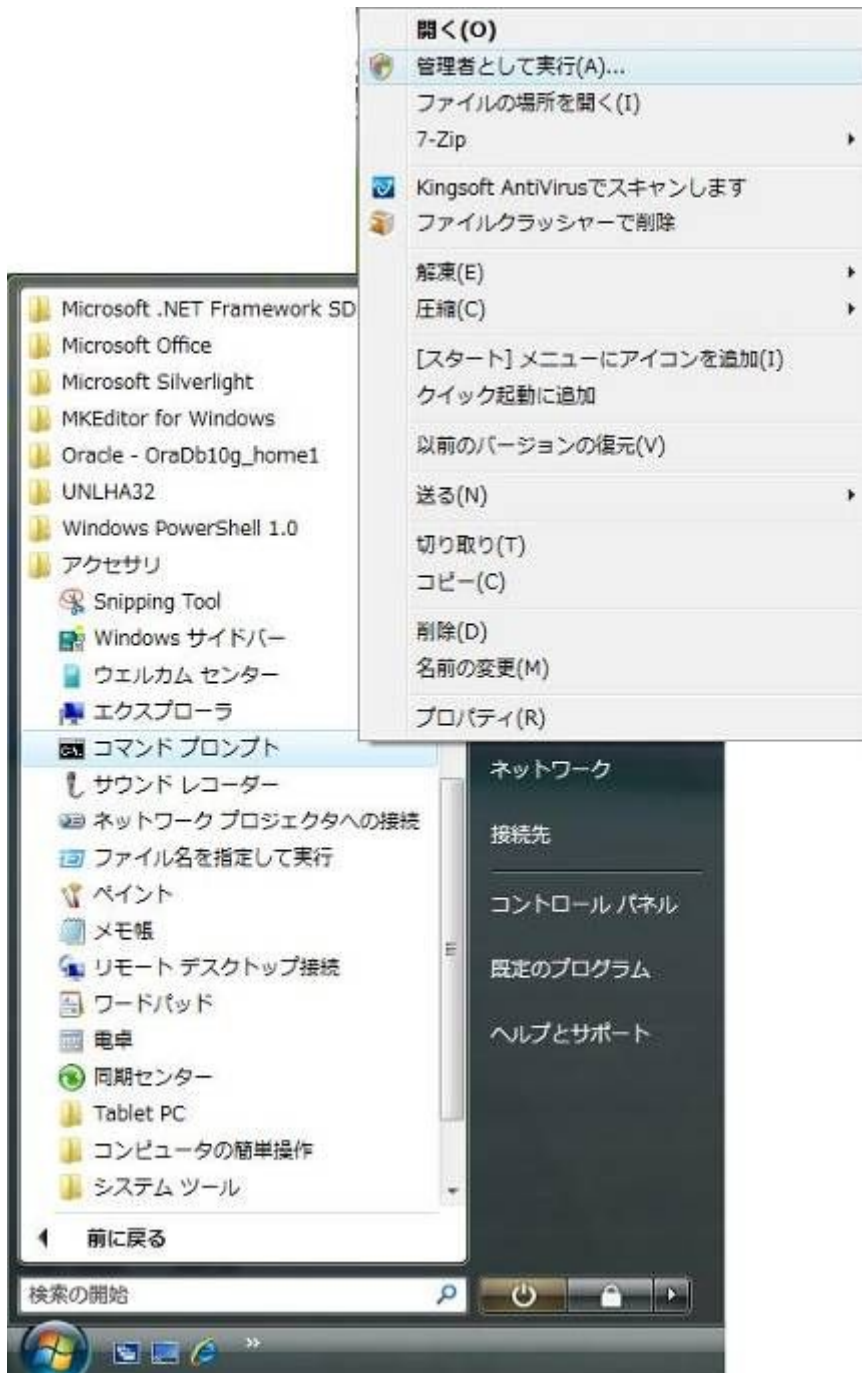 開く(O)
管理者として実行(A)...
ファイルの場所を開く(I)
7-Zip
Kingsoft AntiVirusでスキャンします
ファイルクラッシャーで削除
解凍(E)
圧縮(C)
[スタート] メニューにアイコンを追加(I)
クイック起動に追加
以前のバージョンの復元(V)
送る(N)
切り取り(T)
コピー(C)
削除(D)
名前の変更(M)
プロパティ(R)
Microsoft .NET Framework SD
Microsoft Office
Microsoft Silverlight
MKEditor for Windows
Oracle - OraDb10g_home1
UNLHA32
Windows PowerShell 1.0
アクセサリ
Snipping Tool
Windows サイドバー
ウェルカム センター
エクスプローラ
コマンド プロンプト
サウンド レコーダー
ネットワーク プロジェクタへの接続
ファイル名を指定して実行
ペイント
メモ帳
リモート デスクトップ接続
ワードパッド
電卓
同期センター
Tablet PC
コンピュータの簡単操作
システム ツール
前に戻る
検索の開始
ネットワーク
接続先
コントロール パネル
既定のプログラム
ヘルプとサポート